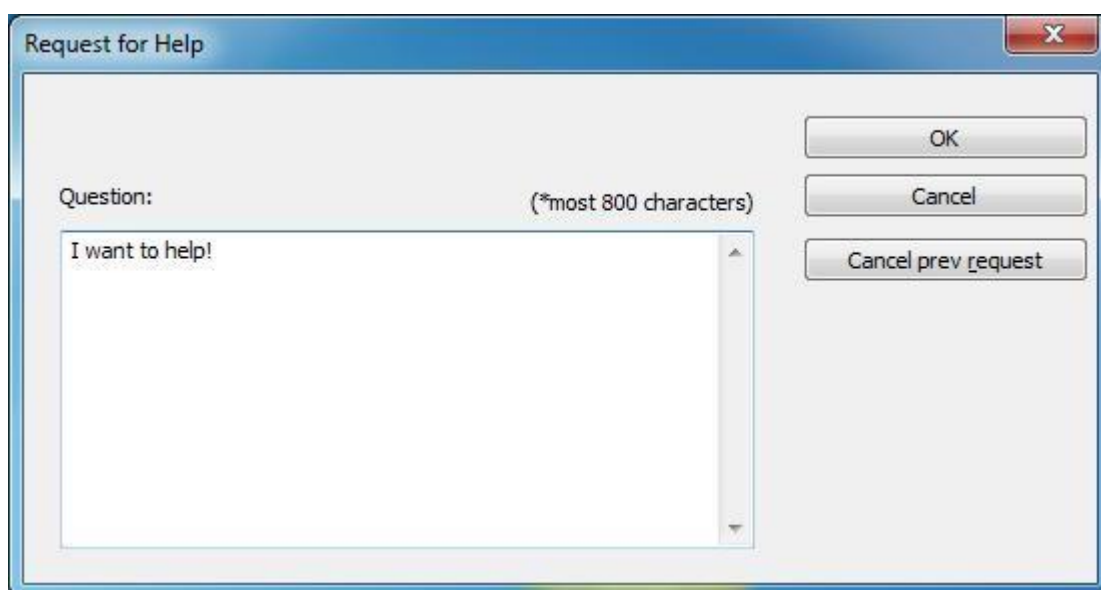 Request for Help
OK
Question:
(*most 800 characters)
Cancel
I want to help!
Cancel prev request